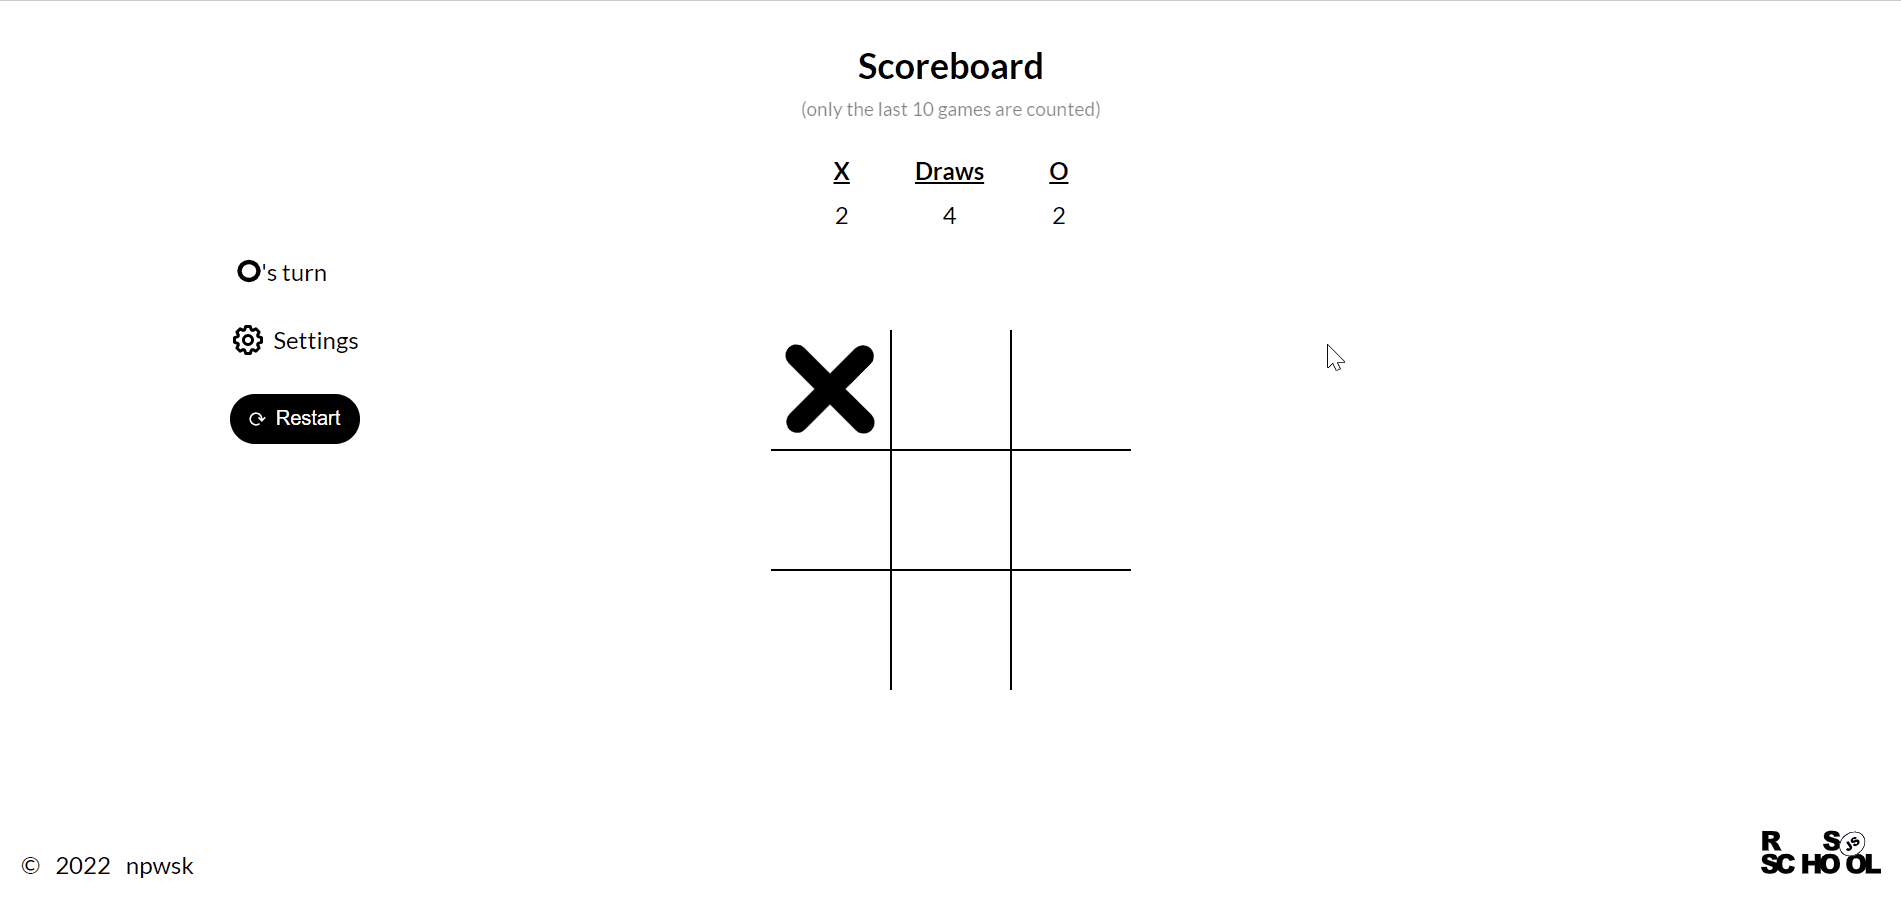 Scoreboard
(only the last 10 games are counted)
X Draws O
2 4 2
O's turn
Settings
Restart
X
© 2022 npwsk
R S JS
SCHOOL